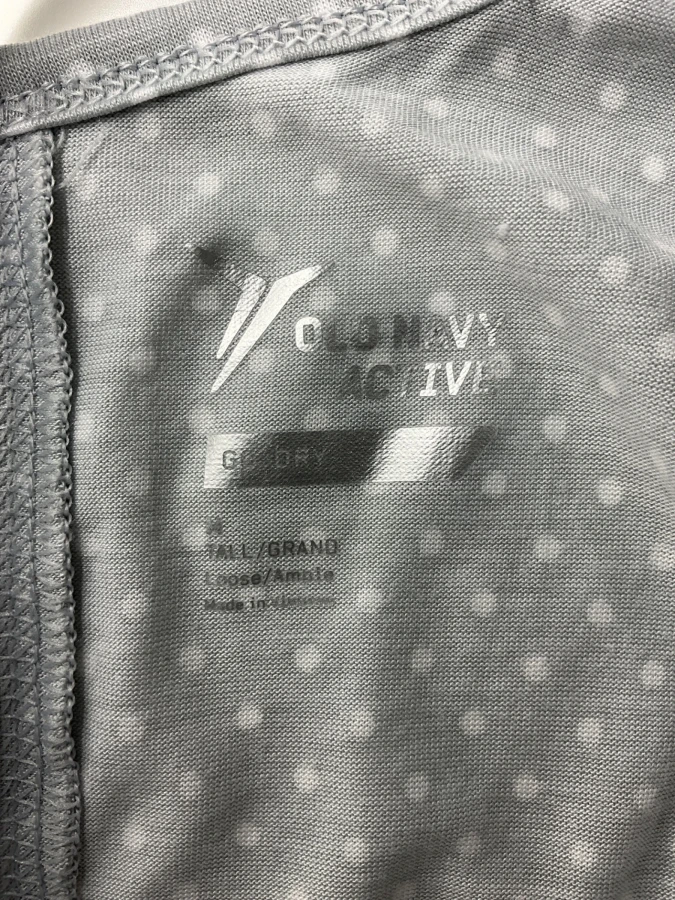 OLD NAVY
ACTIVE
GO-DRY
M
TALL/GRAND
Loose/Ample
Made in Vietnam